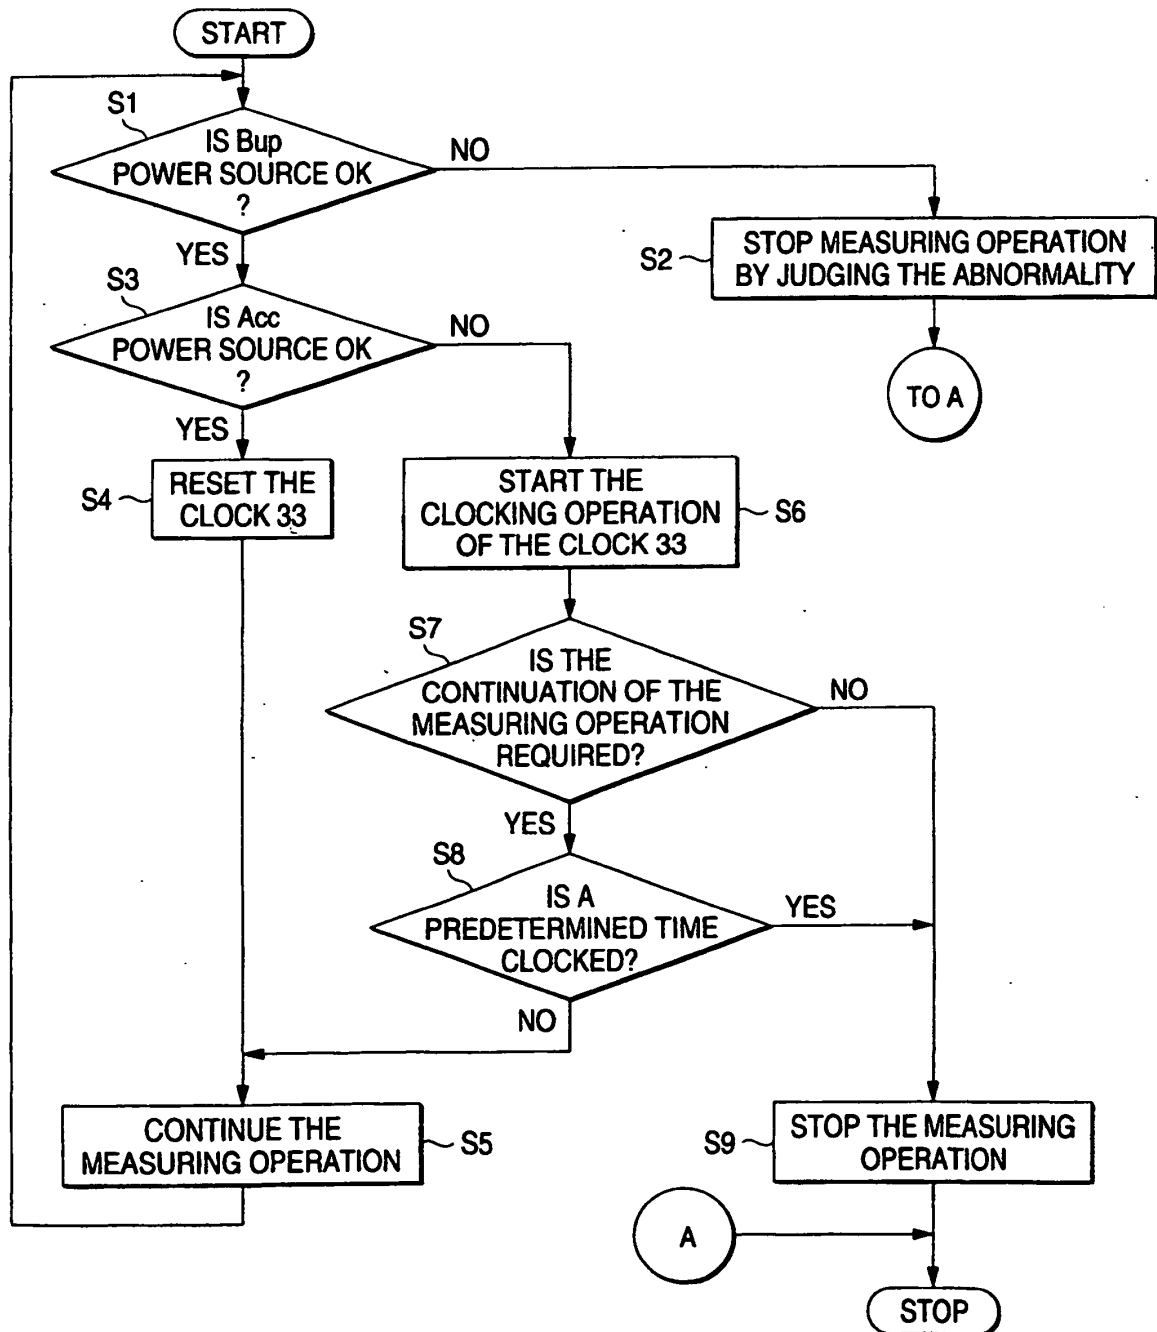 START
S1
IS Bup
POWER SOURCE OK
?
NO
YES
S2
STOP MEASURING OPERATION
BY JUDGING THE ABNORMALITY
TO A
S3
IS Acc
POWER SOURCE OK
?
NO
YES
S4
RESET THE
CLOCK 33
START THE
CLOCKING OPERATION
OF THE CLOCK 33
S6
S7
IS THE
CONTINUATION OF THE
MEASURING OPERATION
REQUIRED?
NO
YES
S8
IS A
PREDETERMINED TIME
CLOCKED?
YES
NO
CONTINUE THE
MEASURING OPERATION
S5
S9
STOP THE MEASURING
OPERATION
A
STOP